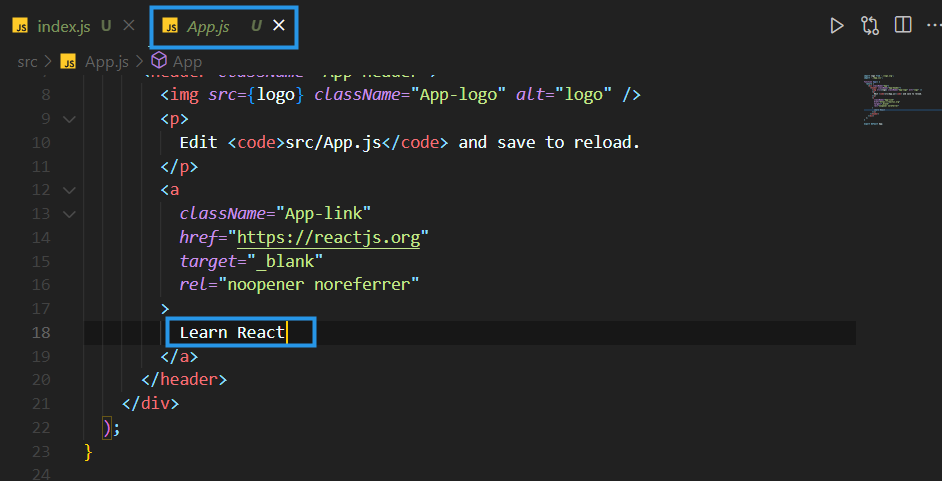 JS index.js U JS App.js U
src > JS App.js > App
<header className="App-header">
8 <img src={logo} className="App-logo" alt="logo" />
9 <p>
10 Edit <code>src/App.js</code> and save to reload.
11 </p>
12 <a
13 className="App-link"
14 href="https://reactjs.org"
15 target="_blank"
16 rel="noopener noreferrer"
17 >
18 Learn React
19 </a>
20 </header>
21 </div>
22 );
23 }
24